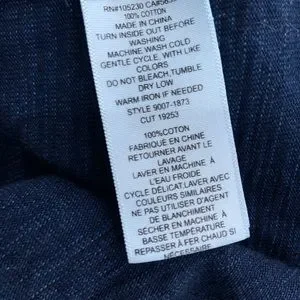 RN#105230 CA#56
100% COTTON
MADE IN CHINA
TURN INSIDE OUT BEFORE
WASHING
MACHINE WASH COLD
GENTLE CYCLE. WITH LIKE
COLORS
DO NOT BLEACH,TUMBLE
DRY LOW
WARM IRON IF NEEDED
STYLE 9007-1873
CUT 19253
100%COTON
FABRIQUÉ EN CHINE
RETOURNER AVANT LE
LAVAGE
LAVER EN MACHINE À
L'EAU FROIDE
CYCLE DÉLICAT.LAVER AVEC
COULEURS SIMILAIRES
NE PAS UTILISER D'AGENT
DE BLANCHIMENT
SÉCHER EN MACHINE À
BASSE TEMPÉRATURE
REPASSER À FER CHAUD SI
NÉCESSAIRE